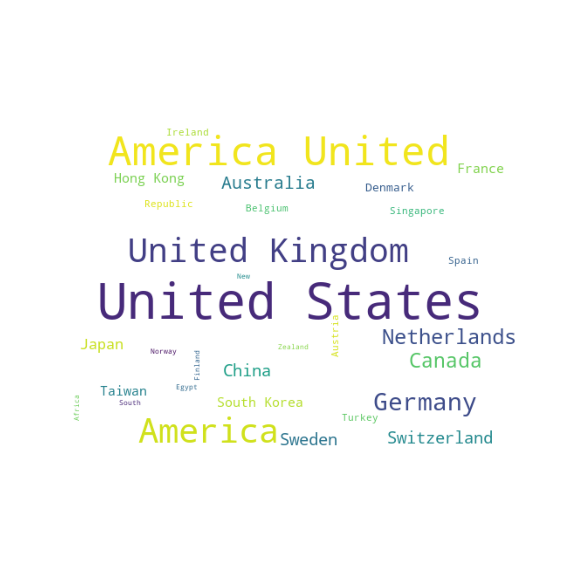 Ireland
America United
France
Hong Kong
Australia
Denmark
Republic
Belgium
Singapore
United Kingdom
Spain
New
United States
Austria
Netherlands
Japan
Norway
Zealand
Finland
China
Canada
Taiwan
Egypt
Africa
South
South Korea
Germany
Turkey
America
Sweden
Switzerland